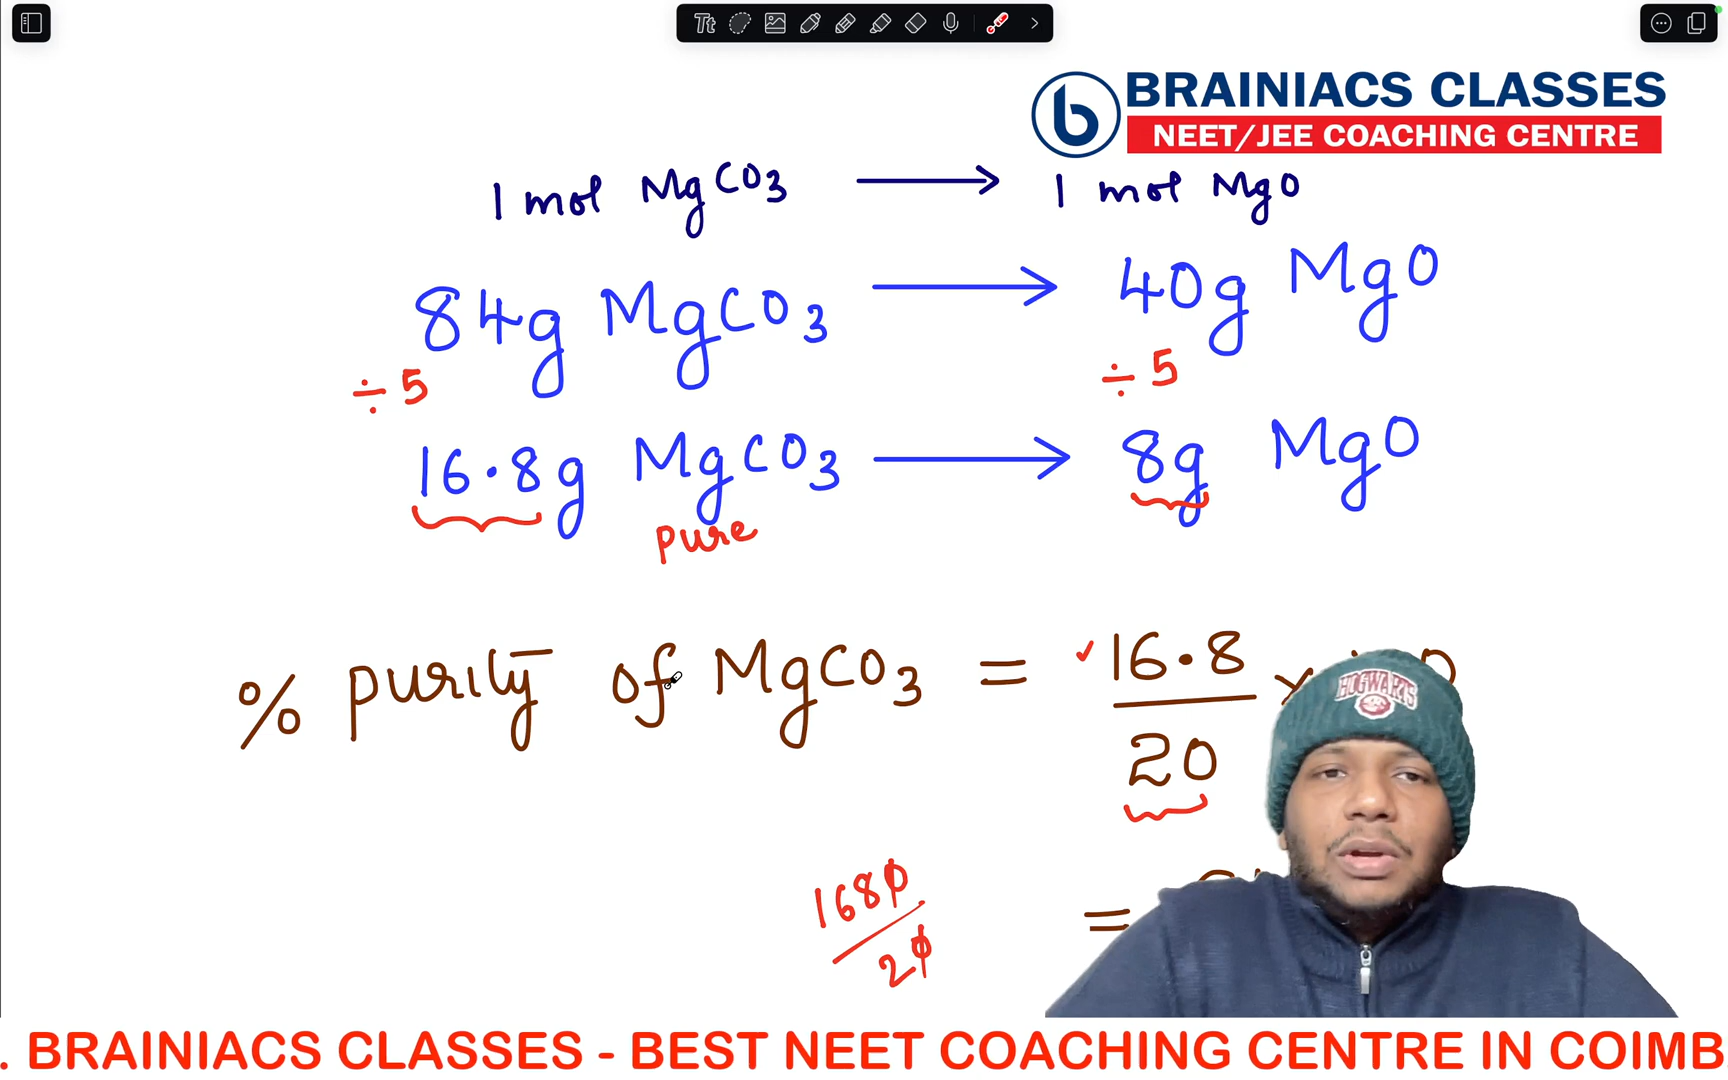 Tt
BRAINIACS CLASSES
b
NEET/JEE COACHING CENTRE
1 mol MgCO3 → 1 mol MgO
84g MgCO3 → 40g MgO
÷5 ÷5
16.8g MgCO3 → 8g MgO
pure
% purity of MgCO3 = 16.8
20
HOGWARTS
1680
20
=
. BRAINIACS CLASSES - BEST NEET COACHING CENTRE IN COIMB